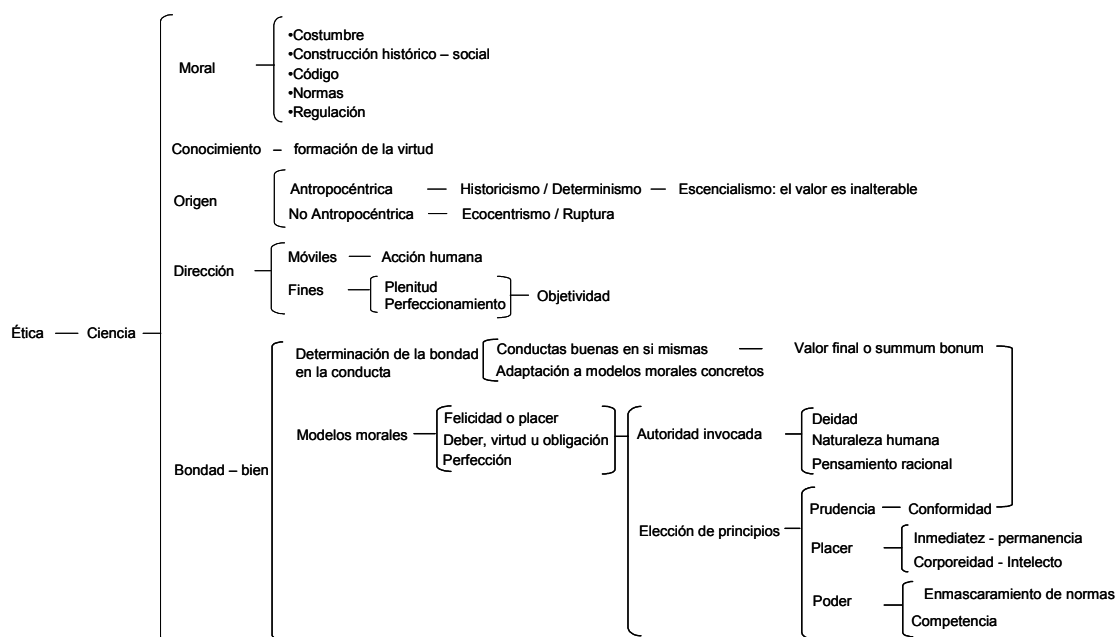 •Costumbre
•Construcción histórico – social
Moral
•Código
•Normas
•Regulación
Conocimiento – formación de la virtud
Antropocéntrica — Historicismo / Determinismo — Escencialismo: el valor es inalterable
Origen
No Antropocéntrica — Ecocentrismo / Ruptura
Móviles — Acción humana
Dirección
Fines
Plenitud
Perfeccionamiento
Objetividad
Ética — Ciencia
Determinación de la bondad
en la conducta
Conductas buenas en si mismas — Valor final o summum bonum
Adaptación a modelos morales concretos
Bondad – bien
Modelos morales
Felicidad o placer
Deber, virtud u obligación
Perfección
Autoridad invocada
Deidad
Naturaleza humana
Pensamiento racional
Elección de principios
Prudencia — Conformidad
Placer
Inmediatez - permanencia
Corporeidad - Intelecto
Poder
Enmascaramiento de normas
Competencia